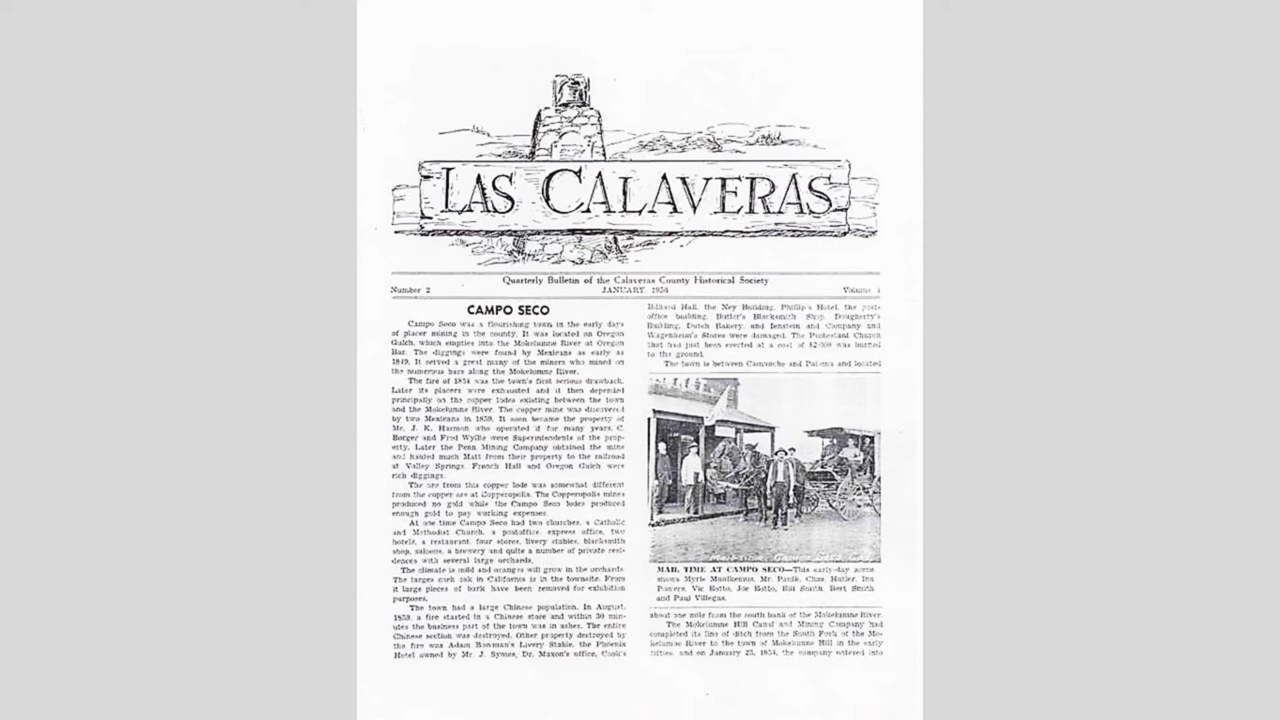 LAS CALAVERAS
Quarterly Bulletin of the Calaveras County Historical Society
Number 2 JANUARY, 1956 Volume 4
CAMPO SECO
Campo Seco was a flourishing town in the early days
of placer mining in the county. It was located on Oregon
Gulch, which empties into the Mokelumne River at Oregon
Bar. The diggings were found by Mexicans as early as
1849. It served a great many of the miners who mined on
the numerous bars along the Mokelumne River.
The fire of 1854 was the town's first serious drawback.
Later its placers were exhausted and it then depended
principally on the copper lodes existing between the town
and the Mokelumne River. The copper mine was discovered
by two Mexicans in 1859. It soon became the property of
Mr. J. K. Harmon who operated it for many years. C.
Borger and Fred Wyllie were Superintendents of the prop-
erty. Later the Penn Mining Company obtained the mine
and hauled much Matt from their property to the railroad
at Valley Springs. French Hall and Oregon Gulch were
rich diggings.
The ore from this copper lode was somewhat different
from the copper ore at Copperopolis. The Copperopolis mines
produced no gold while the Campo Seco lodes produced
enough gold to pay working expenses.
At one time Campo Seco had two churches, a Catholic
and Methodist Church, a postoffice, express office, two
hotels, a restaurant, four stores, livery stables, blacksmith
shop, saloons, a brewery and quite a number of private resi-
dences with several large orchards.
The climate is mild and oranges will grow in the orchards.
The larges cork oak in California is in the townsite. From
it large pieces of bark have been removed for exhibition
purposes.
The town had a large Chinese population. In August,
1859, a fire started in a Chinese store and within 30 min-
utes the business part of the town was in ashes. The entire
Chinese section was destroyed. Other property destroyed by
the fire was Adam Bowman's Livery Stable, the Phoenix
Hotel owned by Mr. J. Symes, Dr. Maxon's office, Cook's
Billiard Hall, the Ney Building, Phillip's Hotel, the post-
office building, Butler's Blacksmith Shop, Dougherty's
Building, Dutch Bakery, and Ienstein and Company and
Wagenheim's Stores were damaged. The Protestant Church
that had just been erected at a cost of $2,000 was burned
to the ground.
The town is between Camanche and Paloma and located
MAIL TIME AT CAMPO SECO—This early-day scene
shows Myrle Mauikemus, Mr. Paulk, Chas. Hatler, Ina
Powers, Vic Rotto, Joe Rotto, Rol Smith, Bert Smith
and Paul Villegas.
about one mile from the south bank of the Mokelumne River.
The Mokelumne Hill Canal and Mining Company had
completed its line of ditch from the South Fork of the Mo-
kelumne River to the town of Mokelumne Hill in the early
fifties, and on January 25, 1854, the company entered into